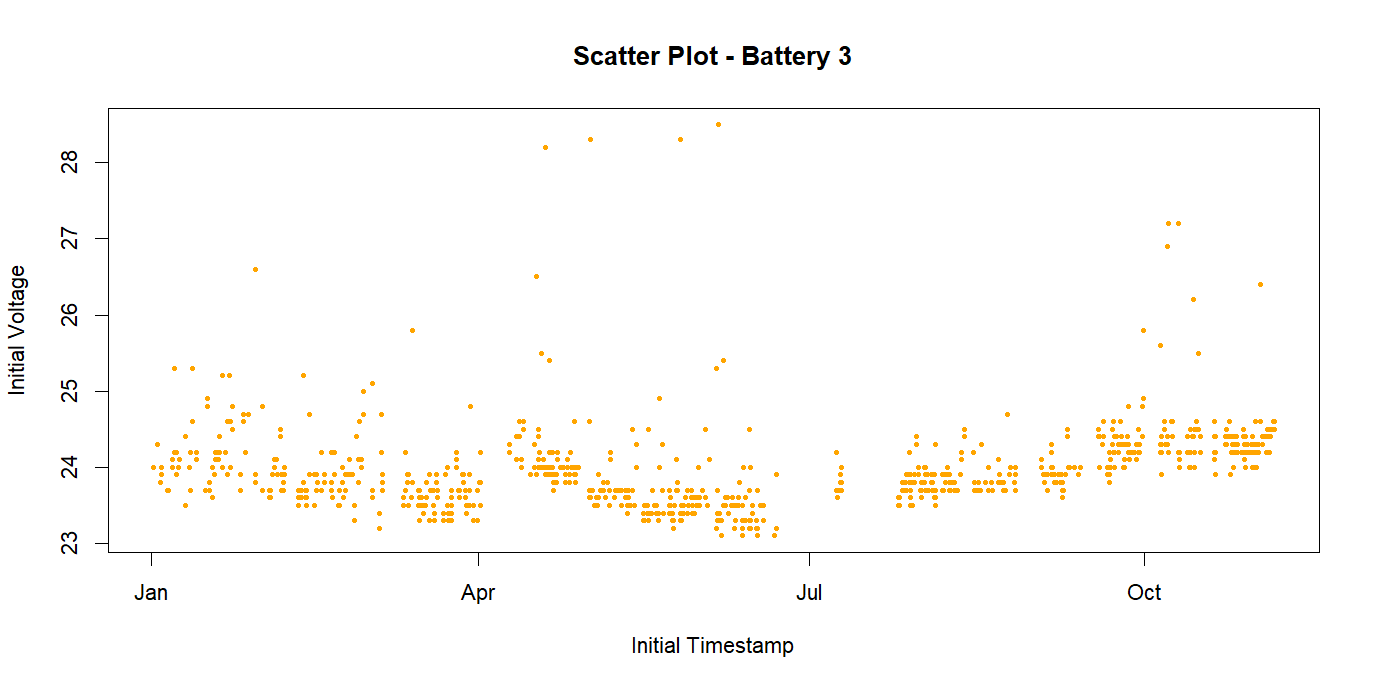 Scatter Plot - Battery 3
Initial Voltage
28
27
26
25
24
23
Jan Apr Jul Oct
Initial Timestamp